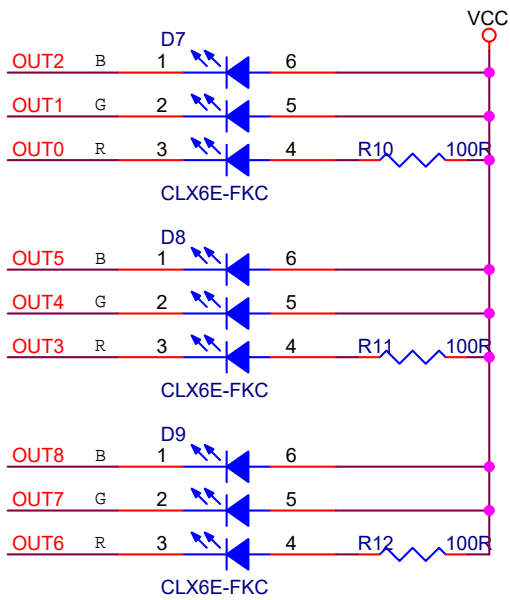 VCC
D7
OUT2 B 1 6
OUT1 G 2 5
OUT0 R 3 4 R10 100R
CLX6E-FKC
D8
OUT5 B 1 6
OUT4 G 2 5
OUT3 R 3 4 R11 100R
CLX6E-FKC
D9
OUT8 B 1 6
OUT7 G 2 5
OUT6 R 3 4 R12 100R
CLX6E-FKC